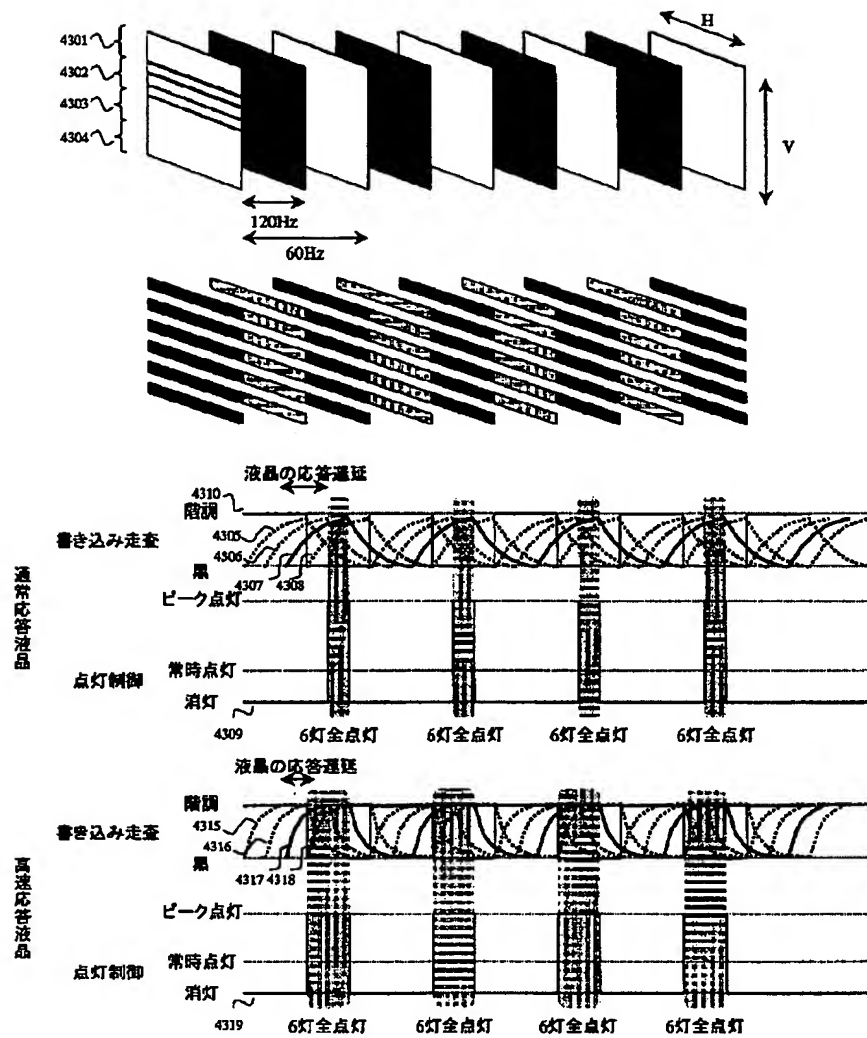 4301
4302
4303
4304
H
V
120Hz
60Hz
液晶の応答遅延
4310
階調
書き込み走査
4305
4306
4307
4308
黒
通常応答液晶
ピーク点灯
点灯制御
常時点灯
消灯
4309
6灯全点灯 6灯全点灯 6灯全点灯 6灯全点灯
液晶の応答遅延
階調
書き込み走査
4315
4316
4317 4318
黒
高速応答液晶
ピーク点灯
点灯制御
常時点灯
消灯
4319
6灯全点灯 6灯全点灯 6灯全点灯 6灯全点灯